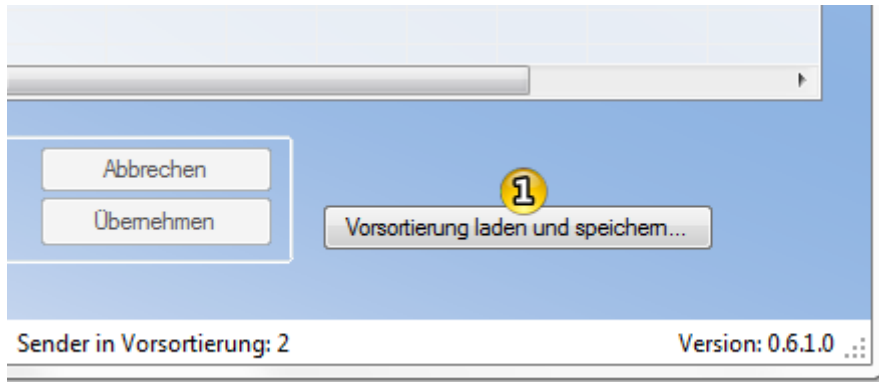 Abbrechen
1
Übernehmen
Vorsortierung laden und speichern...
Sender in Vorsortierung: 2
Version: 0.6.1.0